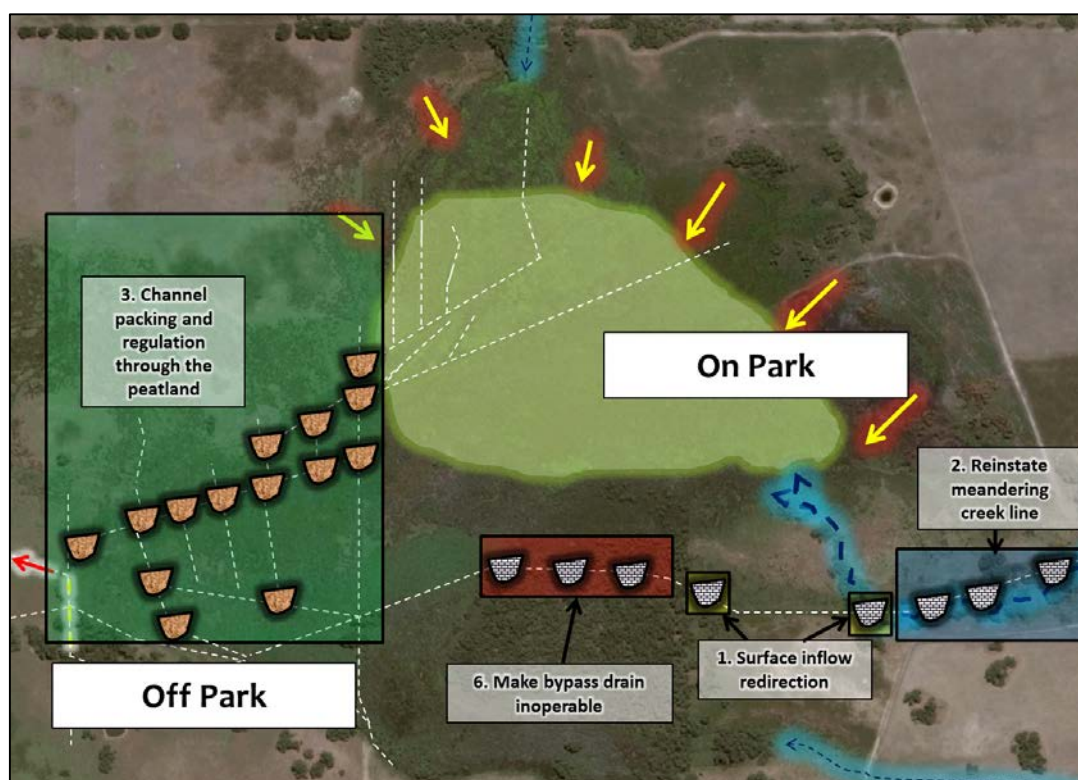 3. Channel
packing and
regulation
through the
peatland
On Park
2. Reinstate
meandering
creek line
1. Surface inflow
redirection
6. Make bypass drain
inoperable
Off Park